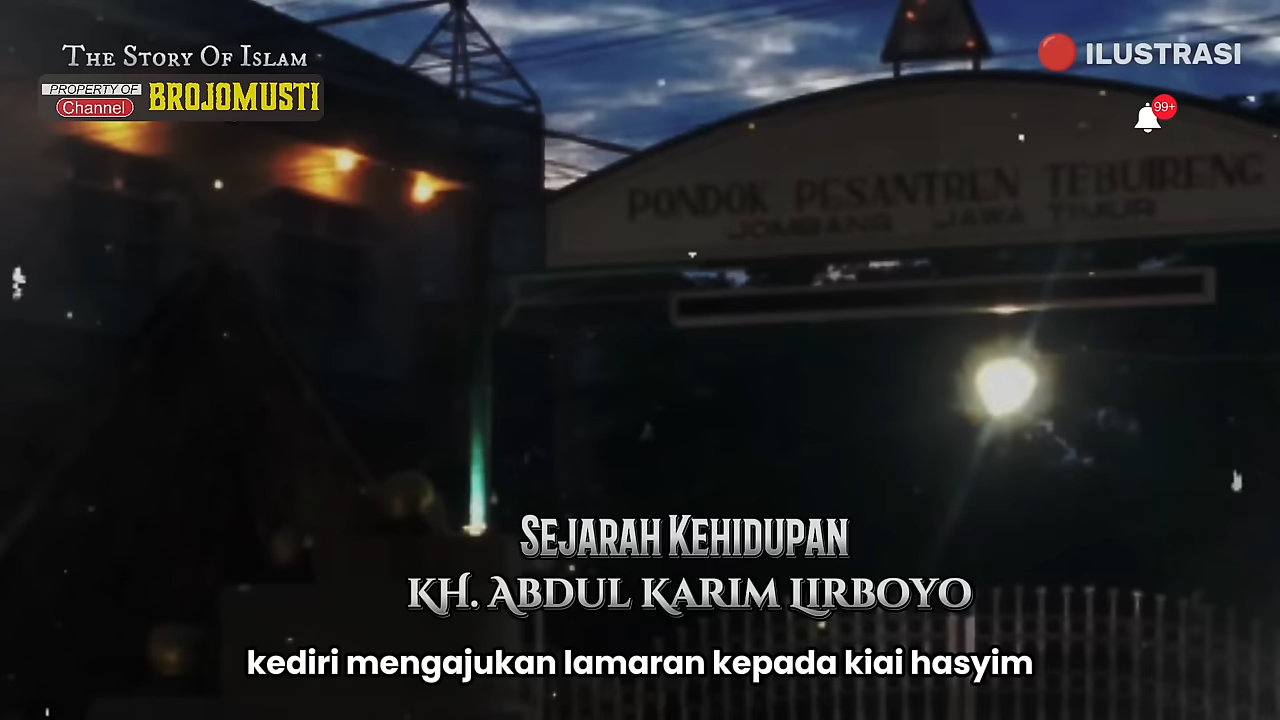 The Story Of Islam
PROPERTY OF
Channel
BROJOMUSTI
ILUSTRASI
99+
PONDOK PESANTREN TEBUIRENG
JOMBANG JAWA TIMUR
Sejarah Kehidupan
KH. Abdul Karim Lirboyo
kediri mengajukan lamaran kepada kiai hasyim